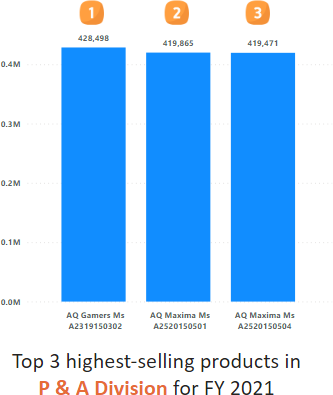 1 2 3
428,498 419,865 419,471
0.4M
0.3M
0.2M
0.1M
0.0M
AQ Gamers Ms AQ Maxima Ms AQ Maxima Ms
A2319150302 A2520150501 A2520150504
Top 3 highest-selling products in
P & A Division for FY 2021